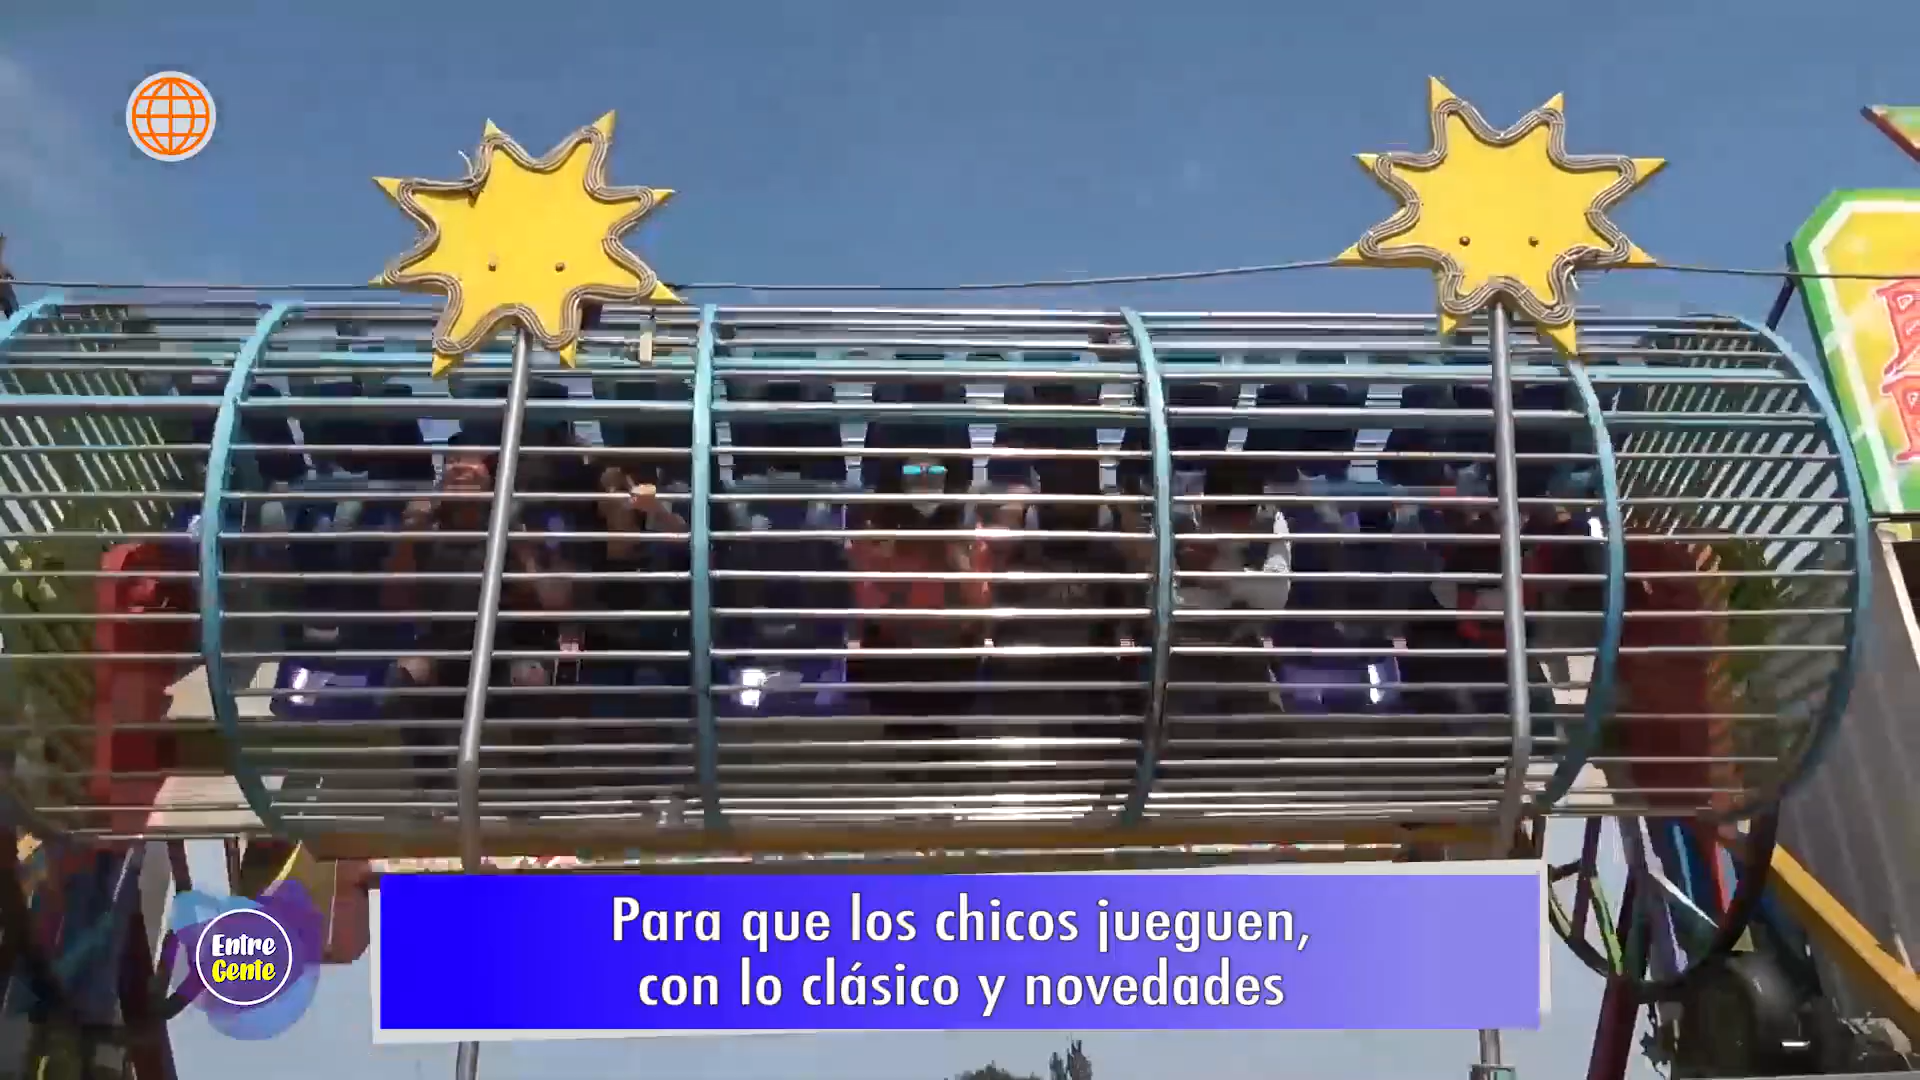 Para que los chicos jueguen,
con lo clásico y novedades
Entre
Gente